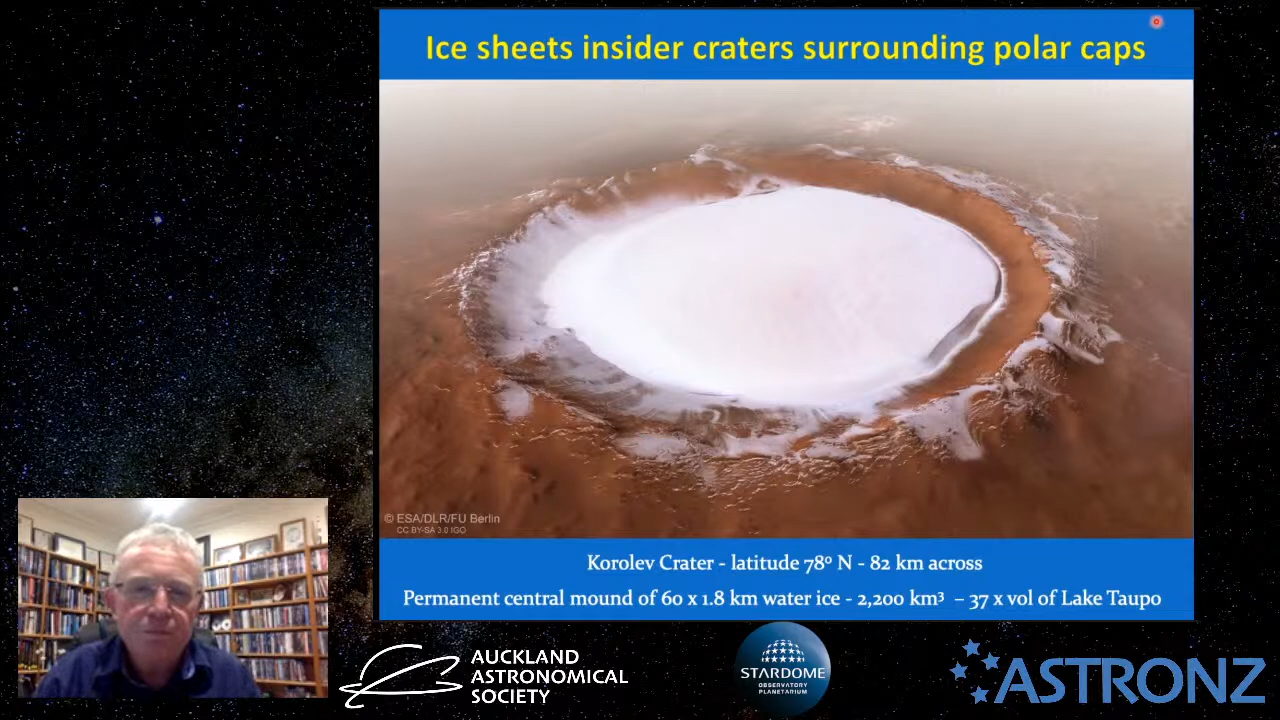 Ice sheets insider craters surrounding polar caps
© ESA/DLR/FU Berlin
CC BY-SA 3.0 IGO
Korolev Crater - latitude 78º N - 82 km across
Permanent central mound of 60 x 1.8 km water ice - 2,200 km³ – 37 x vol of Lake Taupo
AUCKLAND
ASTRONOMICAL
SOCIETY
STARDOME
OBSERVATORY
PLANETARIUM
ASTRONZ